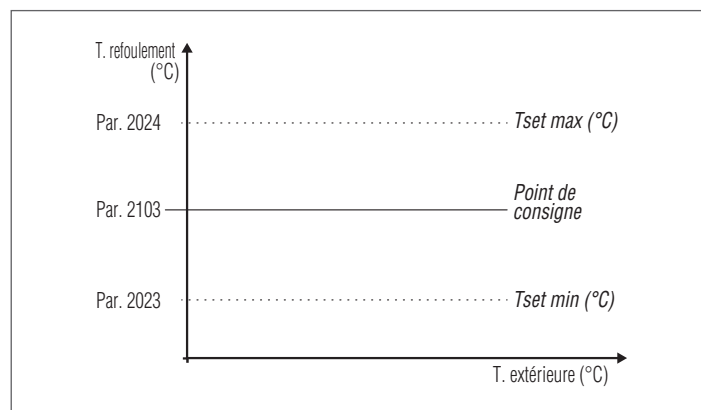 T. refoulement
(°C)
Par. 2024
Tset max (°C)
Par. 2103
Point de
consigne
Par. 2023
Tset min (°C)
T. extérieure (°C)